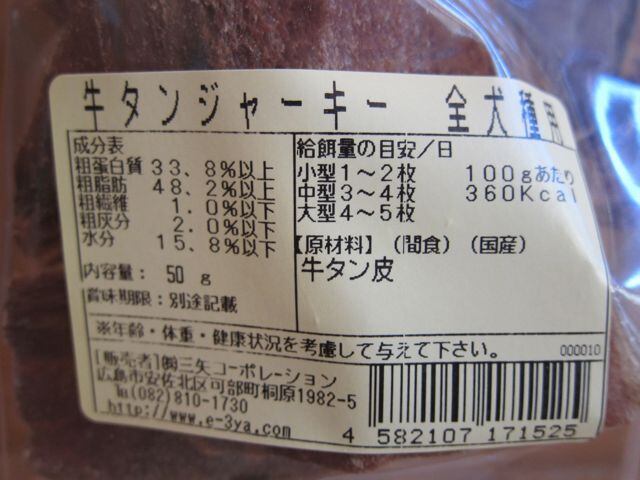 牛タンジャーキー 全犬種用
成分表
粗蛋白質 33.8%以上
粗脂肪 48.2%以上
粗繊維 1.0%以下
粗灰分 2.0%以下
水分 15.8%以下
内容量: 50g
賞味期限:別途記載
給餌量の目安/日
小型1~2枚 100gあたり
中型3~4枚 360Kcal
大型4~5枚
【原材料】(間食)(国産)
牛タン皮
※年齢・体重・健康状況を考慮して与えて下さい。
000010
[販売者]㈱三矢コーポレーション
広島市安佐北区可部町桐原1982-5
℡(082)810-1730
http://www.e-3ya.com
4 582107 171525